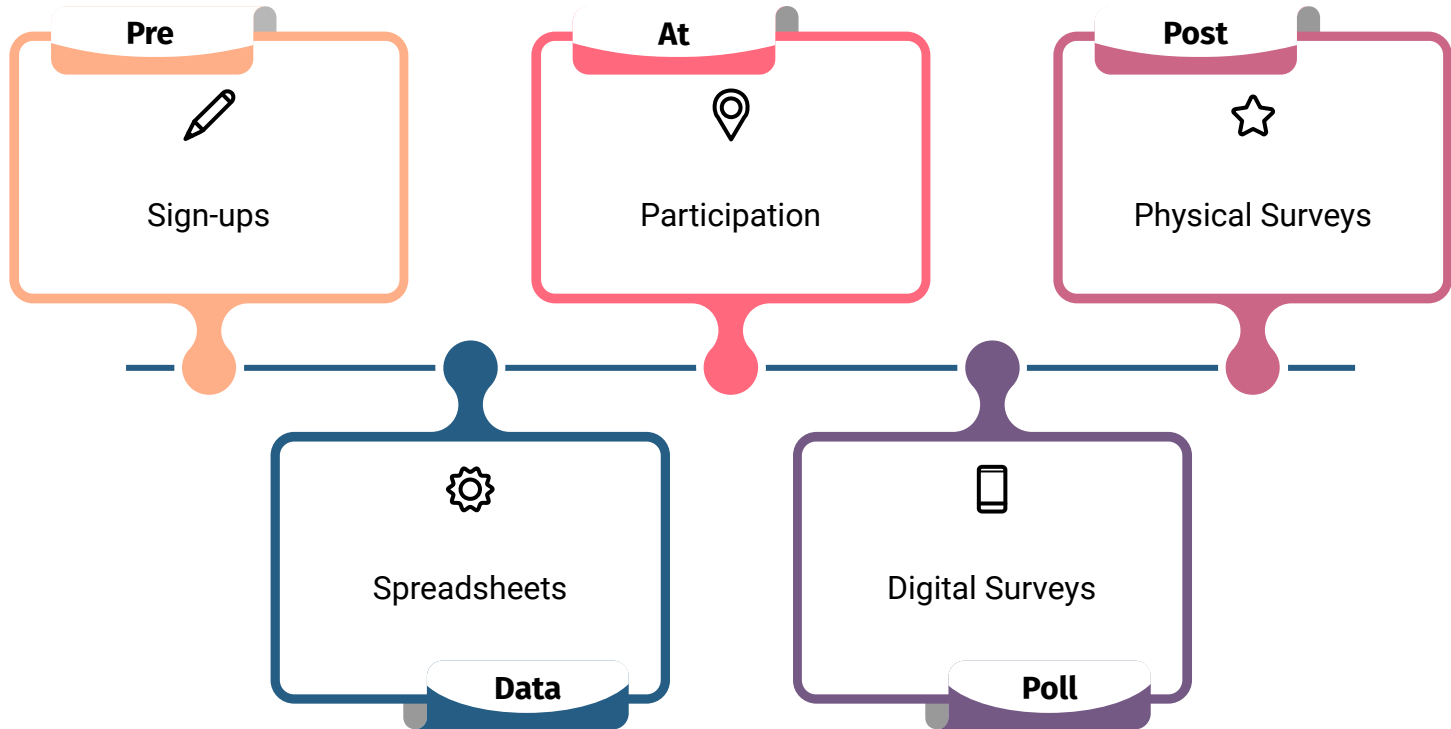 Pre
Sign-ups
At
Participation
Post
Physical Surveys
Spreadsheets
Data
Digital Surveys
Poll